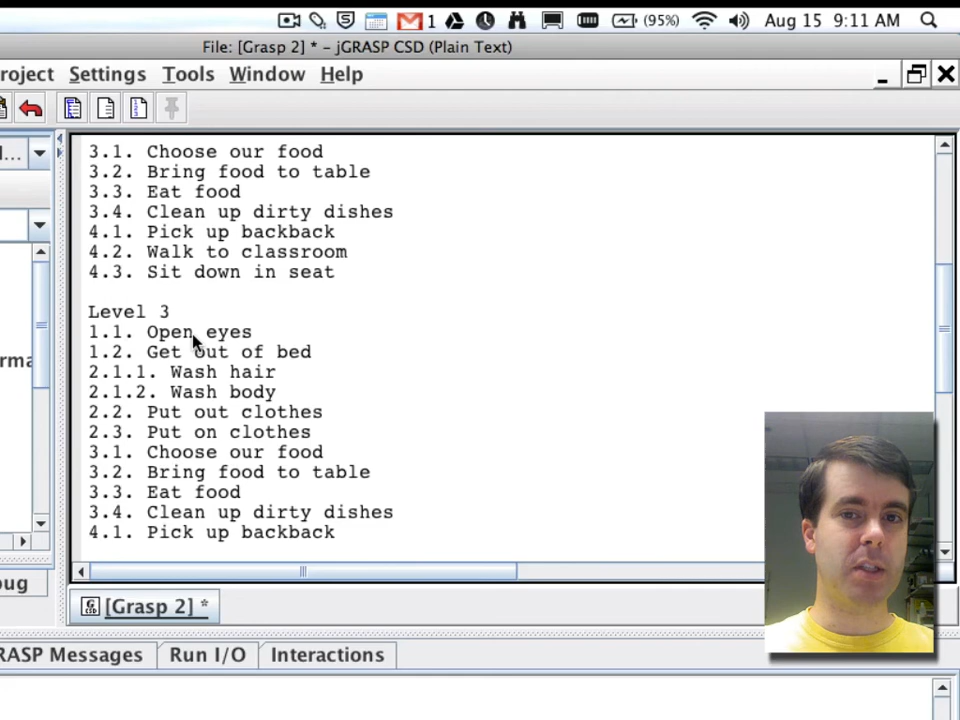 1 (95%) Aug 15 9:11 AM
File: [Grasp 2] * - jGRASP CSD (Plain Text)
roject Settings Tools Window Help
3.1. Choose our food
3.2. Bring food to table
3.3. Eat food
3.4. Clean up dirty dishes
4.1. Pick up backback
4.2. Walk to classroom
4.3. Sit down in seat
Level 3
1.1. Open eyes
1.2. Get out of bed
2.1.1. Wash hair
2.1.2. Wash body
2.2. Put out clothes
2.3. Put on clothes
3.1. Choose our food
3.2. Bring food to table
3.3. Eat food
3.4. Clean up dirty dishes
4.1. Pick up backback
rma
ug
[Grasp 2] *
RASP Messages Run I/O Interactions